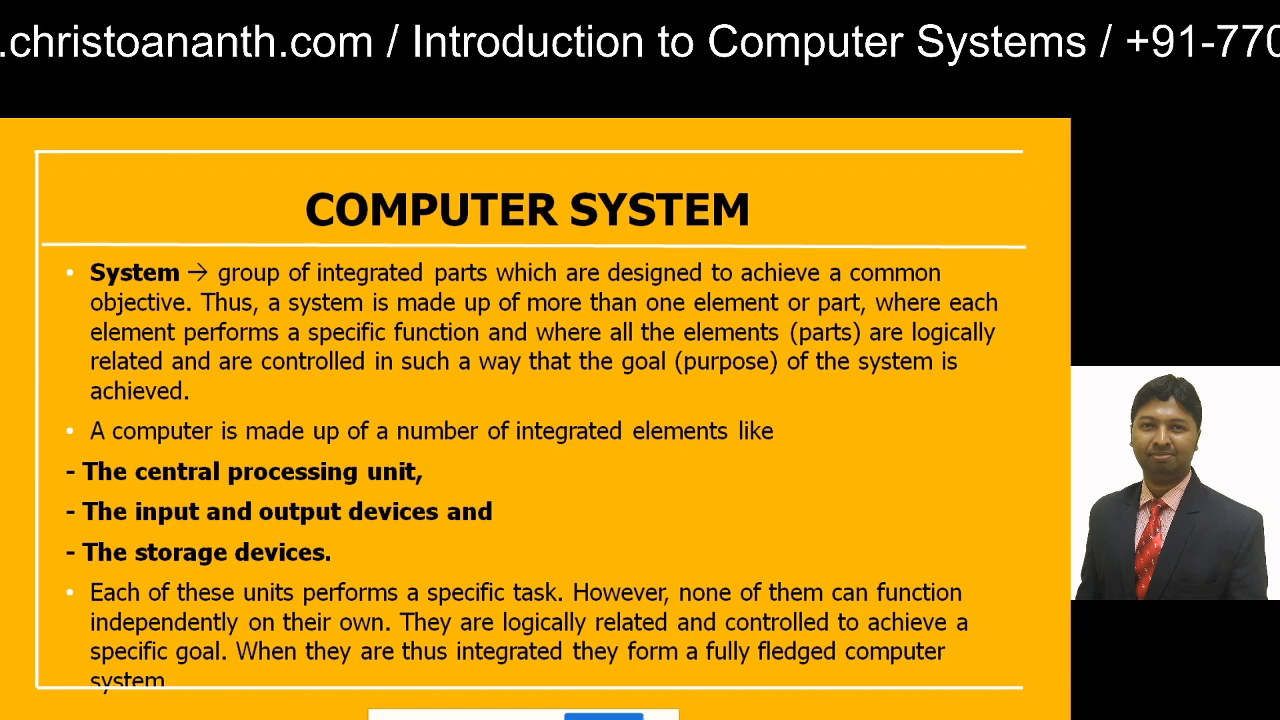 .christoananth.com / Introduction to Computer Systems / +91-770
COMPUTER SYSTEM
• System → group of integrated parts which are designed to achieve a common
objective. Thus, a system is made up of more than one element or part, where each
element performs a specific function and where all the elements (parts) are logically
related and are controlled in such a way that the goal (purpose) of the system is
achieved.
• A computer is made up of a number of integrated elements like
- The central processing unit,
- The input and output devices and
- The storage devices.
• Each of these units performs a specific task. However, none of them can function
independently on their own. They are logically related and controlled to achieve a
specific goal. When they are thus integrated they form a fully fledged computer
system